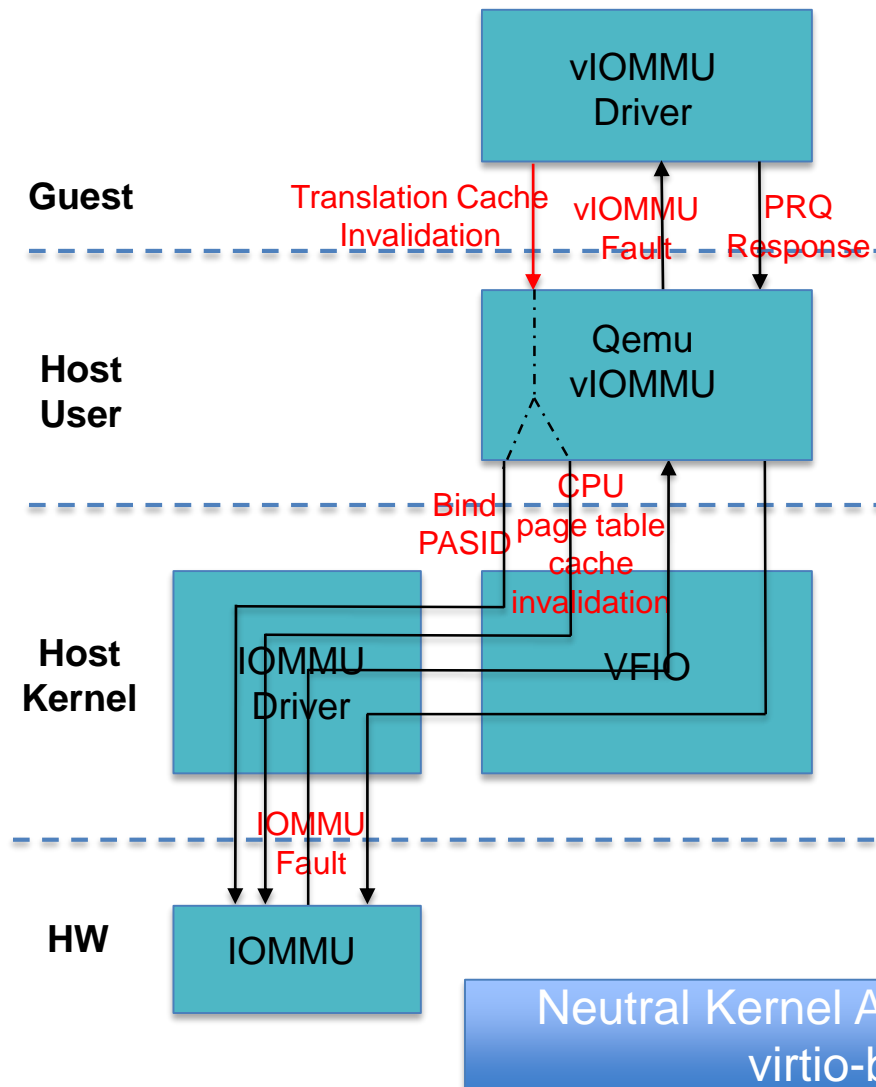 vIOMMU
Driver
Guest
Translation Cache
Invalidation
vIOMMU
Fault
PRQ
Response
Host
User
Qemu
vIOMMU
Bind
PASID
CPU
page table
cache
invalidation
Host
Kernel
IOMMU
Driver
VFIO
IOMMU
Fault
HW
IOMMU
Neutral Kernel A
virtio-b